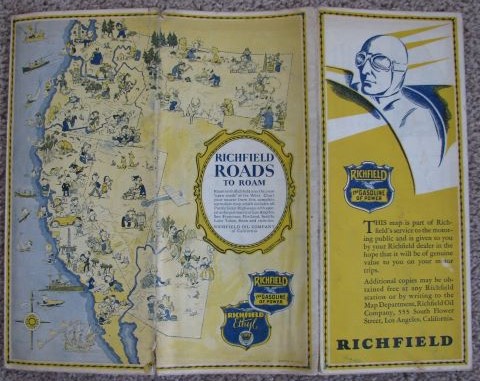 RICHFIELD
ROADS
TO ROAM
RICHFIELD OIL COMPANY
of California
RICHFIELD
THE GASOLINE
OF POWER
RICHFIELD
Ethyl
RICHFIELD
THE GASOLINE
OF POWER
THIS map is part of Rich-
field's service to the motor-
ing public and is given to you
by your Richfield dealer in the
hope that it will be of genuine
value to you on your motor
trips.
Additional copies may be ob-
tained free at any Richfield
station or by writing to the
Map Department, Richfield Oil
Company, 555 South Flower
Street, Los Angeles, California.
RICHFIELD